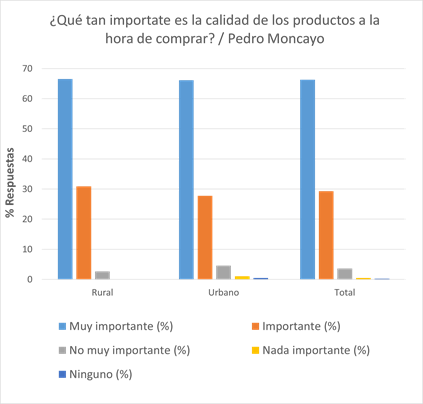 ¿Qué tan importate es la calidad de los productos a la
hora de comprar? / Pedro Moncayo
70
60
50
40
30
20
10
0
% Respuestas
Rural
Urbano
Total
Muy importante (%)
Importante (%)
No muy importante (%)
Nada importante (%)
Ninguno (%)